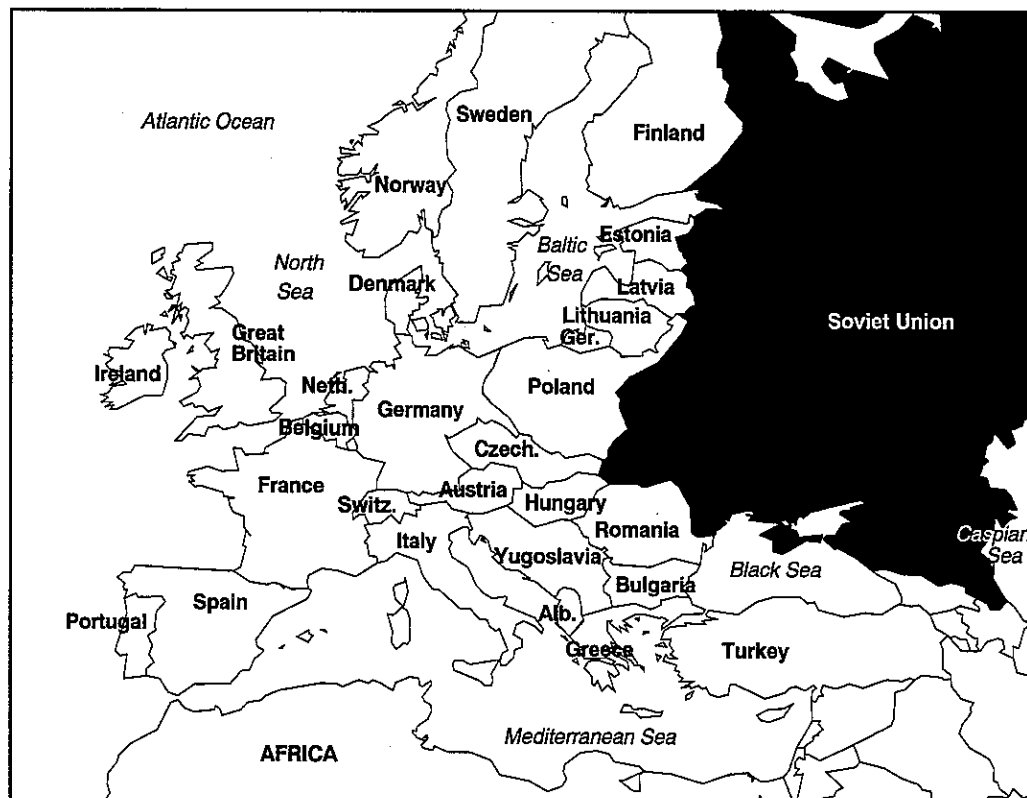 Sweden
Atlantic Ocean
Finland
Norway
Estonia
Baltic
Sea
North
Sea
Denmark
Latvia
Lithuania
Ger.
Soviet Union
Great
Britain
Ireland
Neth.
Poland
Germany
Belgium
Czech.
France
Austria
Switz.
Hungary
Romania
Italy
Yugoslavia
Caspian
Sea
Black Sea
Bulgaria
Spain
Portugal
Alb.
Greece
Turkey
Mediterranean Sea
AFRICA